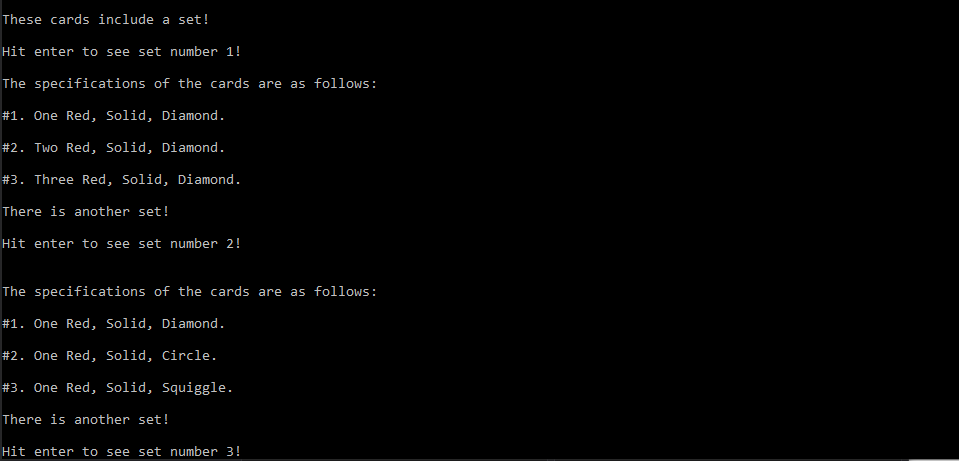 These cards include a set!
Hit enter to see set number 1!
The specifications of the cards are as follows:
#1. One Red, Solid, Diamond.
#2. Two Red, Solid, Diamond.
#3. Three Red, Solid, Diamond.
There is another set!
Hit enter to see set number 2!
The specifications of the cards are as follows:
#1. One Red, Solid, Diamond.
#2. One Red, Solid, Circle.
#3. One Red, Solid, Squiggle.
There is another set!
Hit enter to see set number 3!